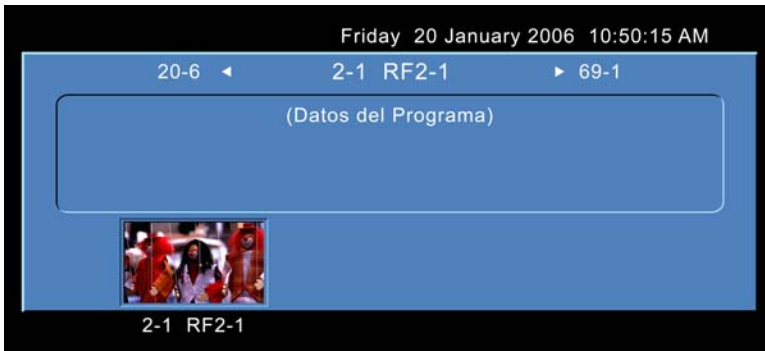 Friday 20 January 2006 10:50:15 AM
20-6 ◄ 2-1 RF2-1 ► 69-1
(Datos del Programa)
2-1 RF2-1